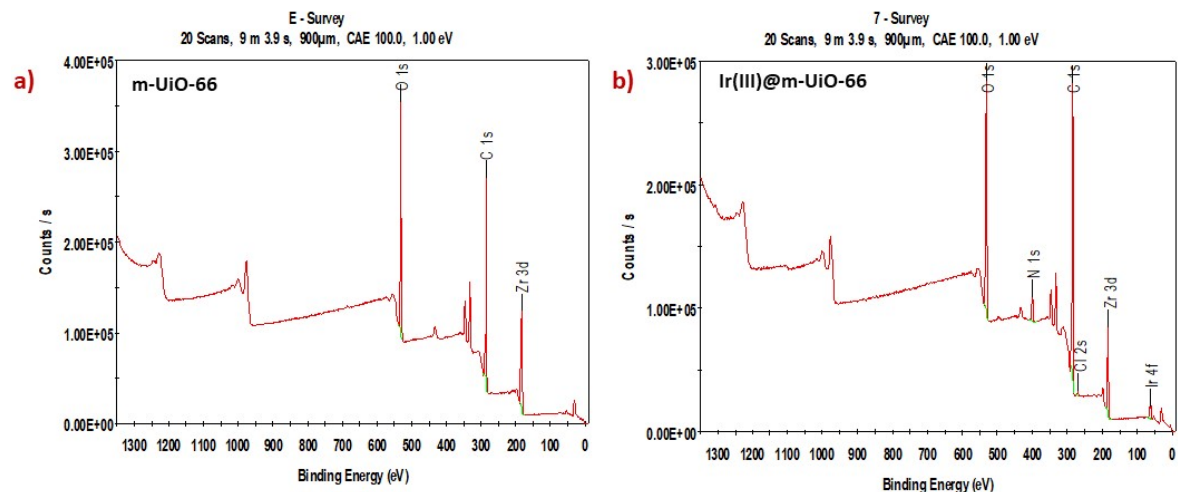 E - Survey
20 Scans, 9 m 3.9 s, 900µm, CAE 100.0, 1.00 eV
a)
m-UiO-66
4.00E+05
3.00E+05
2.00E+05
1.00E+05
0.00E+00
Counts / s
O 1s
C 1s
Zr 3d
1300 1200 1100 1000 900 800 700 600 500 400 300 200 100 0
Binding Energy (eV)
7 - Survey
20 Scans, 9 m 3.9 s, 900µm, CAE 100.0, 1.00 eV
b)
Ir(III)@m-UiO-66
3.00E+05
2.00E+05
1.00E+05
0.00E+00
Counts / s
O 1s
C 1s
N 1s
Cl 2s
Zr 3d
Ir 4f
1300 1200 1100 1000 900 800 700 600 500 400 300 200 100 0
Binding Energy (eV)